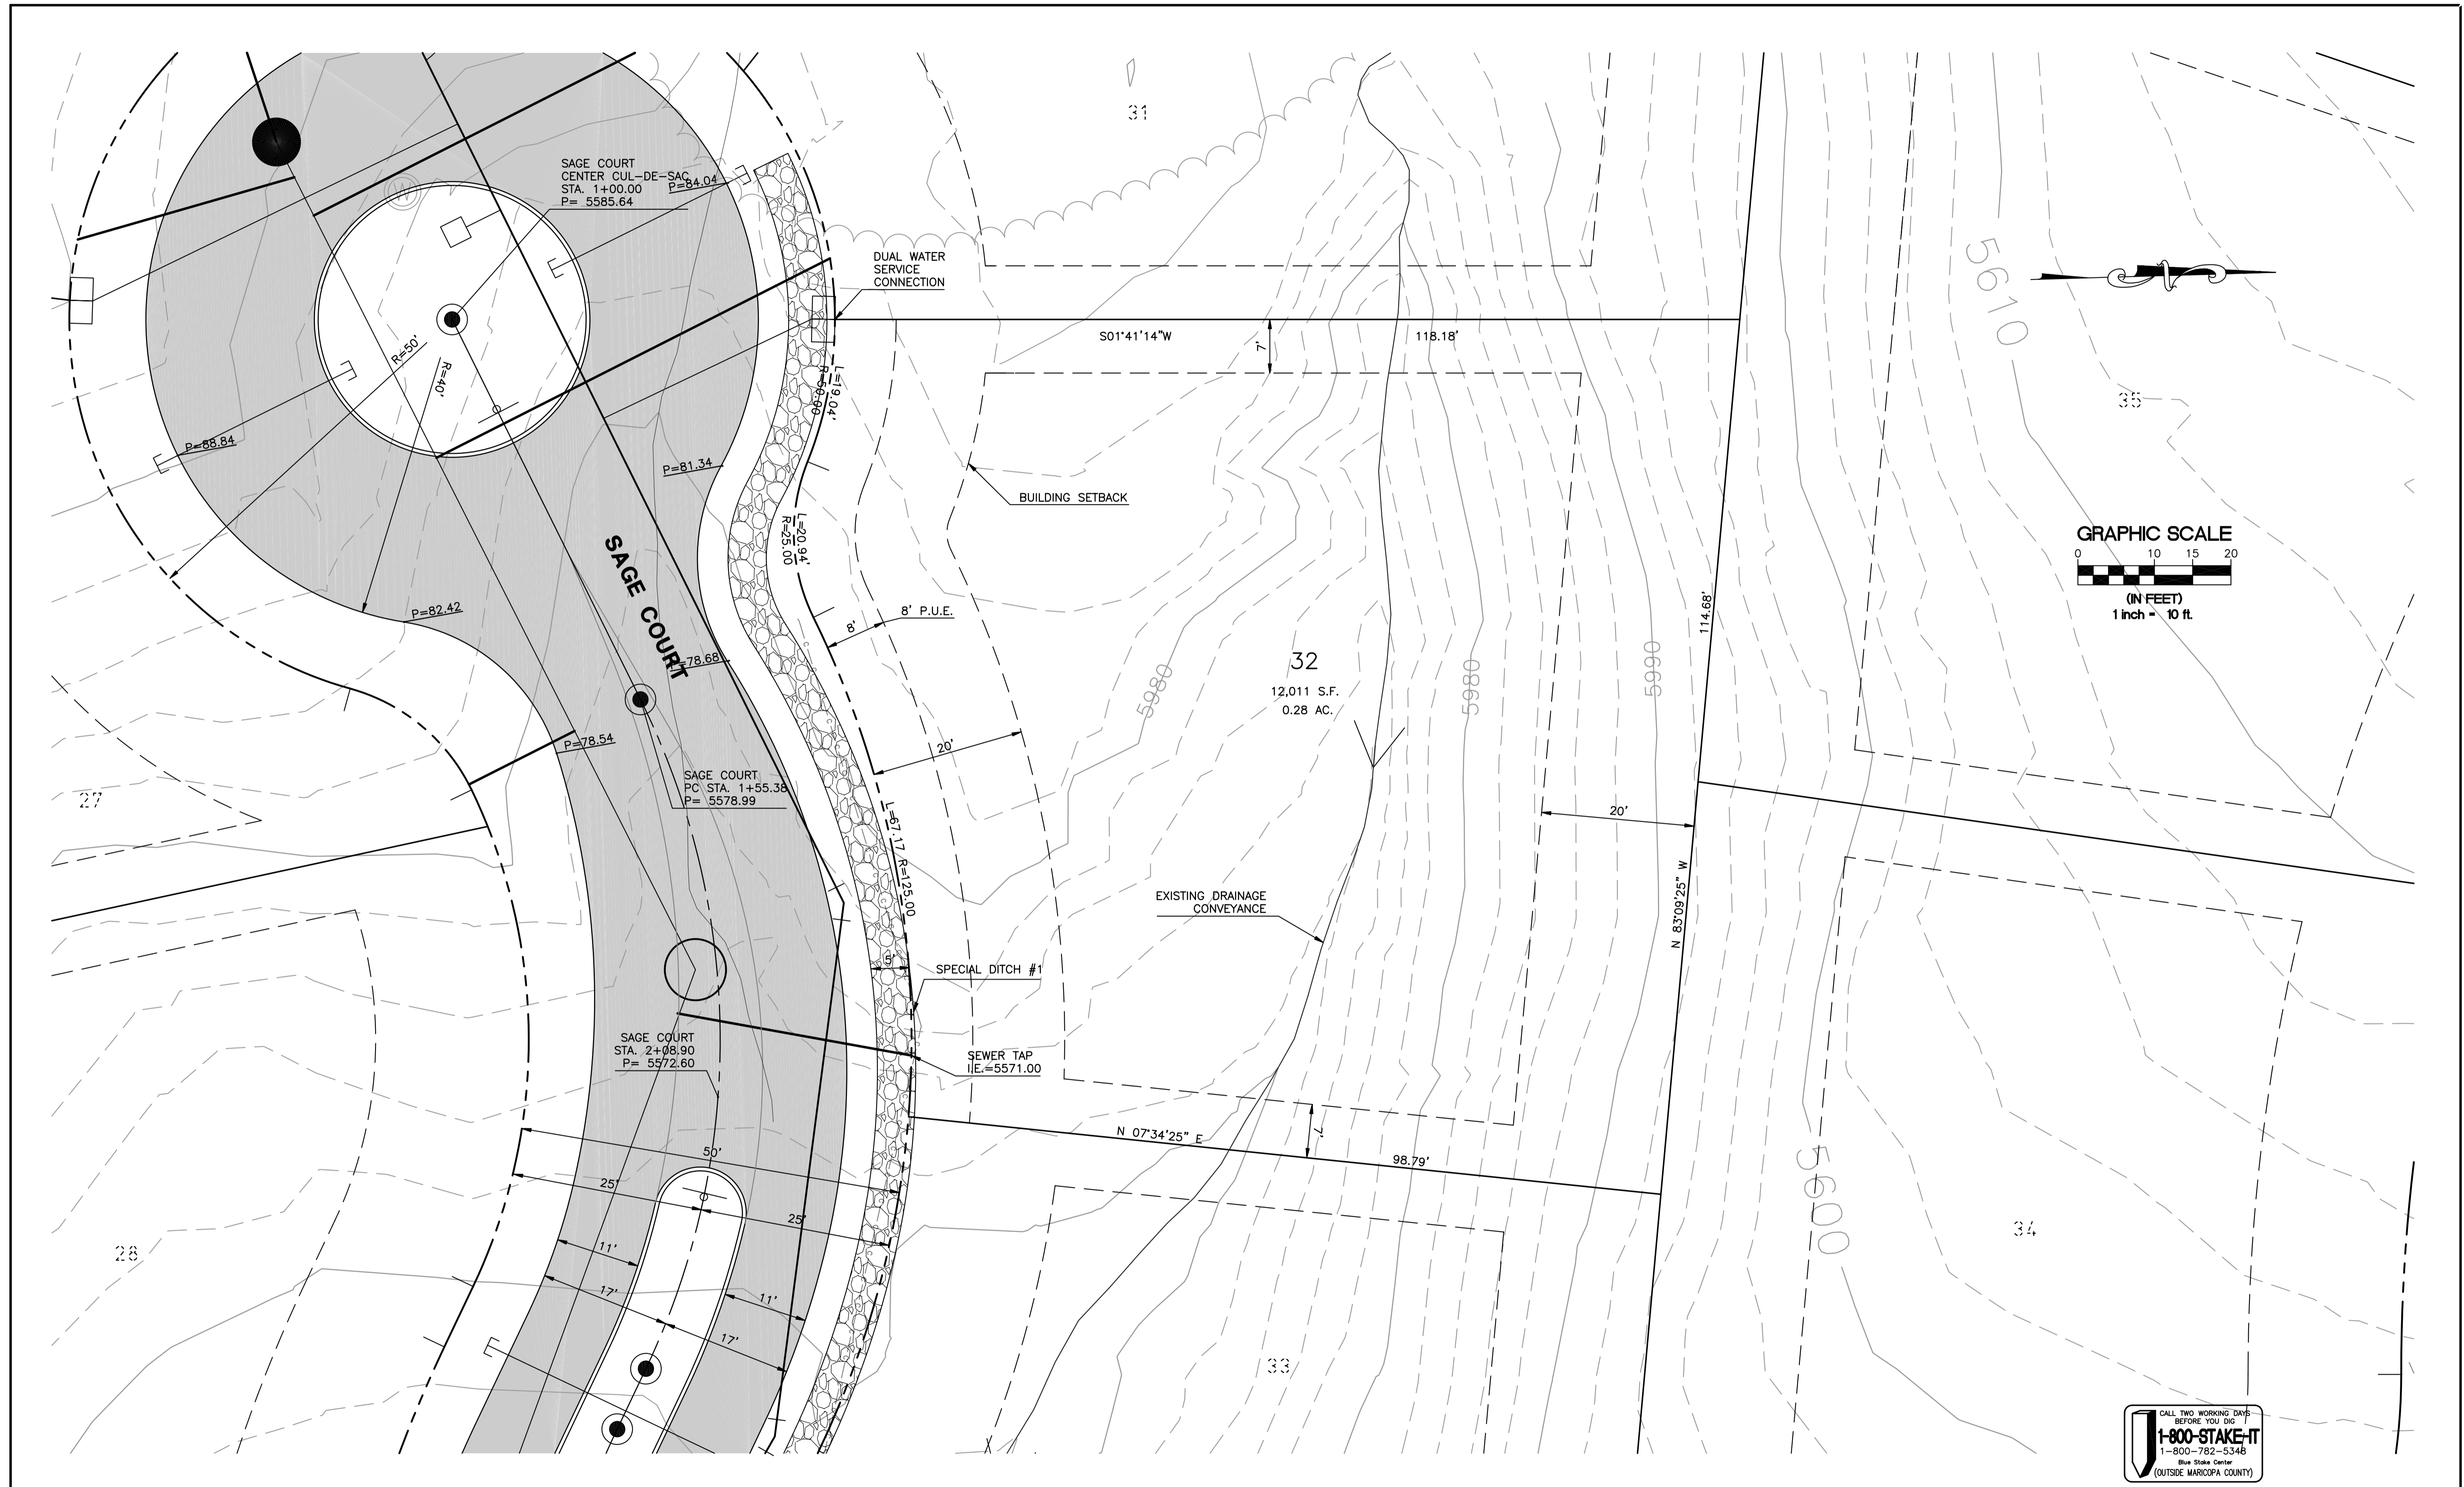 31
SAGE COURT
CENTER CUL-DE-SAC
STA. 1+00.00
P= 5585.64
P=84.04
W
DUAL WATER
SERVICE
CONNECTION
S01°41'14"W
118.18'
7'
5610
35
R=50'
R=40'
L=19.04'
R=50.00'
P=88.84
P=81.34
BUILDING SETBACK
L=20.94'
R=25.00'
GRAPHIC SCALE
0 10 15 20
(IN FEET)
1 inch = 10 ft.
SAGE COURT
P=82.42
8' P.U.E.
8'
114.68'
P=78.68
32
12,011 S.F.
0.28 AC.
5980
5980
5990
P=78.54
20'
SAGE COURT
PC STA. 1+55.38
P= 5578.99
27
20'
L=67.17 R=125.00
N 83°09'25" W
EXISTING DRAINAGE
CONVEYANCE
5'
SPECIAL DITCH #1
SAGE COURT
STA. 2+08.90
P= 5572.60
SEWER TAP
I.E.=5571.00
N 07°34'25" E
98.79'
7'
50'
25'
25'
5600
34
28
11'
17'
11'
17'
33
CALL TWO WORKING DAYS
BEFORE YOU DIG
1-800-STAKE-IT
1-800-782-5348
Blue Stake Center
(OUTSIDE MARICOPA COUNTY)